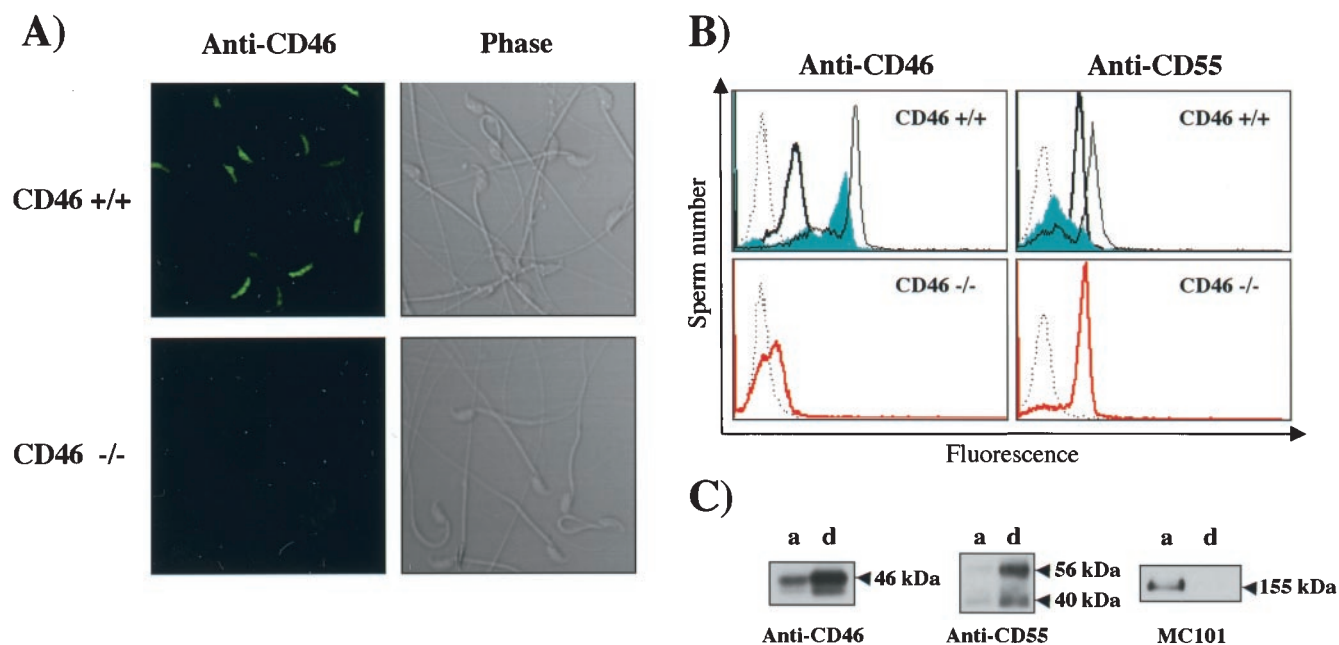 A)
Anti-CD46
Phase
CD46 +/+
CD46 -/-
B)
Anti-CD46
Anti-CD55
CD46 +/+
CD46 +/+
CD46 -/-
CD46 -/-
Sperm number
Fluorescence
C)
a d
46 kDa
Anti-CD46
a d
56 kDa
40 kDa
Anti-CD55
a d
155 kDa
MC101